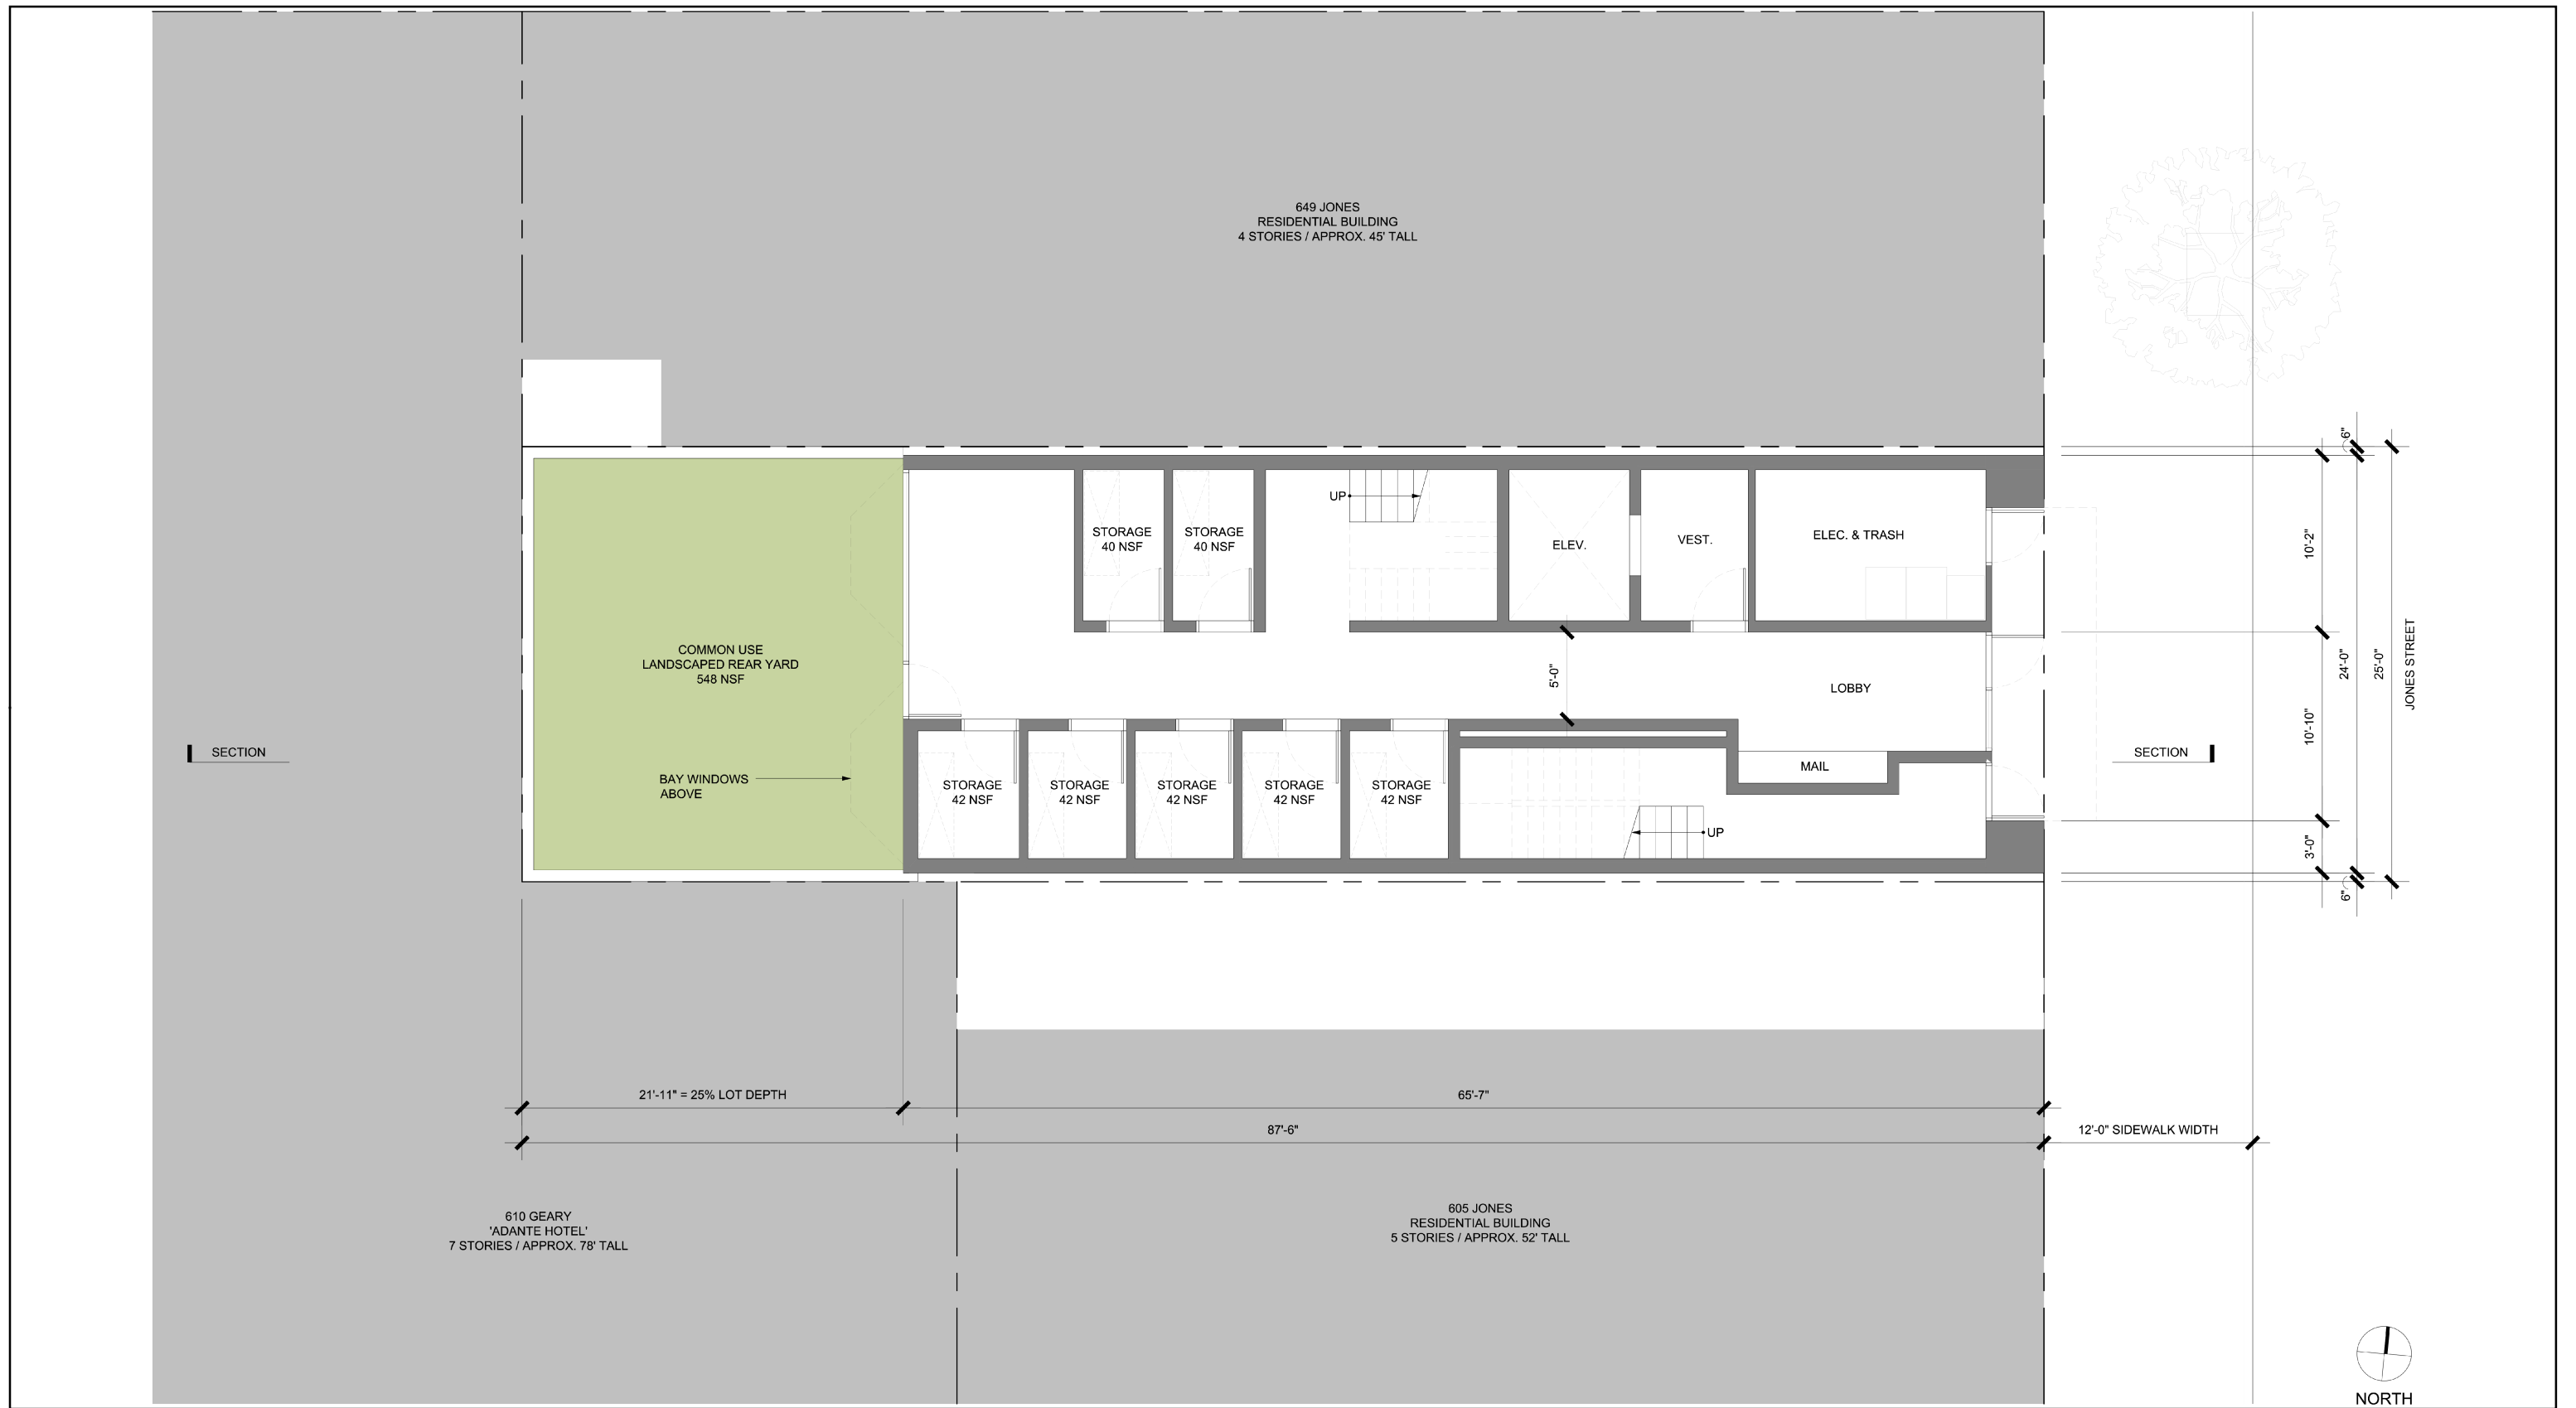 649 JONES
RESIDENTIAL BUILDING
4 STORIES / APPROX. 45' TALL
6"
UP
STORAGE
40 NSF
STORAGE
40 NSF
ELEV.
VEST.
ELEC. & TRASH
10'-2"
COMMON USE
LANDSCAPED REAR YARD
548 NSF
5'-0"
LOBBY
24'-0"
25'-0"
JONES STREET
10'-10"
SECTION
BAY WINDOWS
ABOVE
STORAGE
42 NSF
STORAGE
42 NSF
STORAGE
42 NSF
STORAGE
42 NSF
STORAGE
42 NSF
MAIL
UP
SECTION
3'-0"
6"
21'-11" = 25% LOT DEPTH
65'-7"
87'-6"
12'-0" SIDEWALK WIDTH
610 GEARY
'ADANTE HOTEL'
7 STORIES / APPROX. 78' TALL
605 JONES
RESIDENTIAL BUILDING
5 STORIES / APPROX. 52' TALL
NORTH